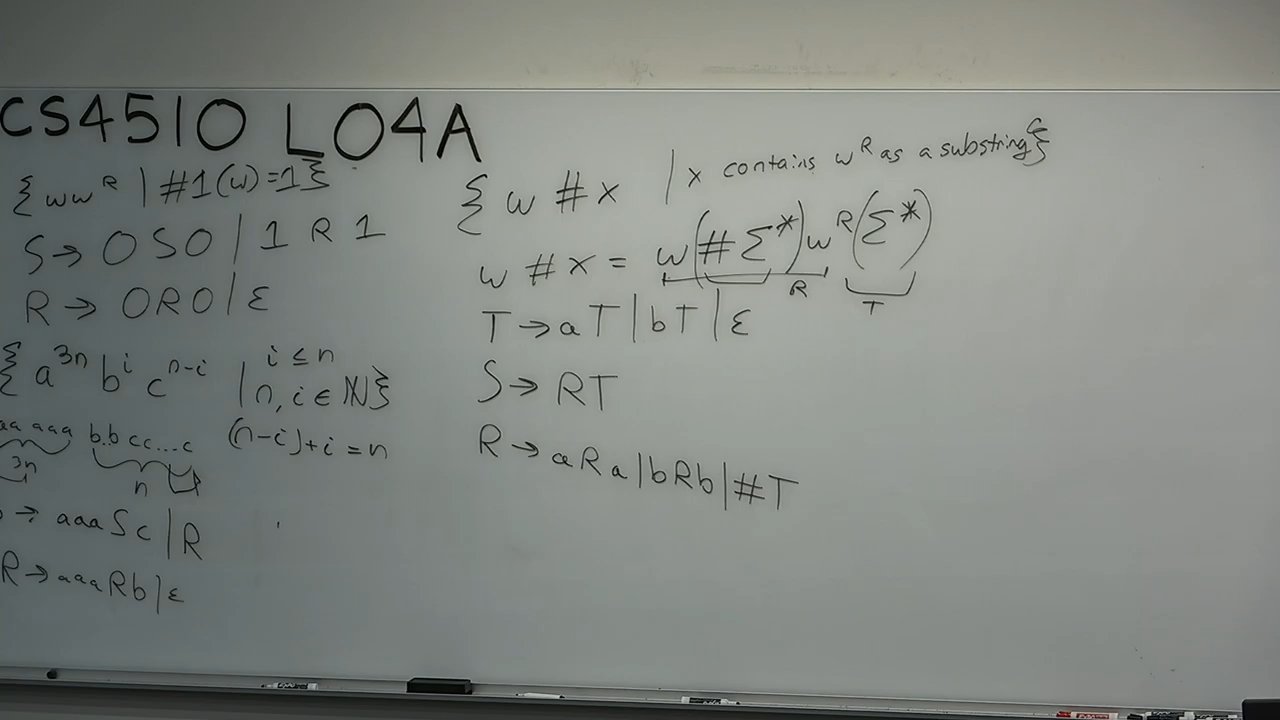 CS4510 L04A
{ww^R | #1(w)=1}
S → 0S0 | 1R1
R → 0R0 | ε
{a^3n b^i c^n-i | i ≤ n
n, i ∈ ℕ}
aa aaa b.b cc...c (n-i)+i = n
3n
n
→ aaaSc | R
R → aaaRb | ε
{w#x | x contains w^R as a substring}
w#x = w(#Σ*)w^R(Σ*)
R T
T → aT | bT | ε
S → RT
R → aRa | bRb | #T